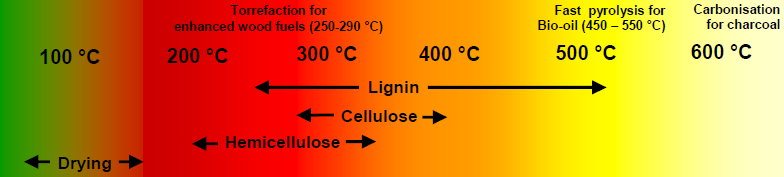 Torrefaction for
enhanced wood fuels (250-290 °C)
Fast pyrolysis for
Bio-oil (450 – 550 °C)
Carbonisation
for charcoal
100 °C
200 °C
300 °C
400 °C
500 °C
600 °C
Lignin
Cellulose
Hemicellulose
Drying